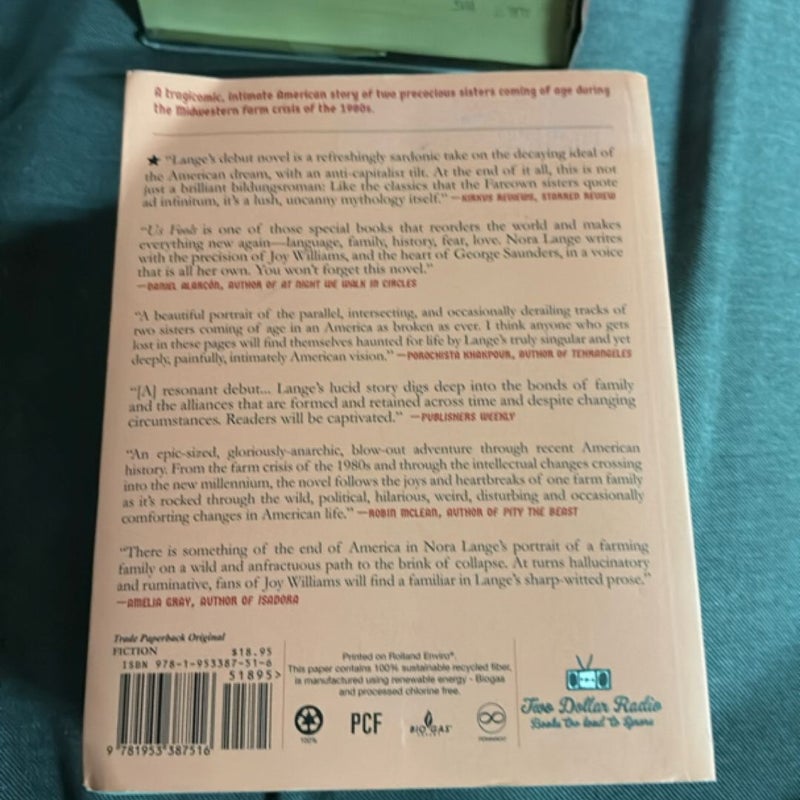 A tragicomic, intimate American story of two precocious sisters coming of age during
the Midwestern farm crisis of the 1980s.
★ “Lange’s debut novel is a refreshingly sardonic take on the decaying ideal of
the American dream, with an anti-capitalist tilt. At the end of it all, this is not
just a brilliant bildungsroman: Like the classics that the Fareown sisters quote
ad infinitum, it’s a lush, uncanny mythology itself.” —KIRKUS REVIEWS, STARRED REVIEW
“Us Fools is one of those special books that reorders the world and makes
everything new again—language, family, history, fear, love. Nora Lange writes
with the precision of Joy Williams, and the heart of George Saunders, in a voice
that is all her own. You won’t forget this novel.”
—DANIEL ALARCÓN, AUTHOR OF AT NIGHT WE WALK IN CIRCLES
“A beautiful portrait of the parallel, intersecting, and occasionally derailing tracks of
two sisters coming of age in an America as broken as ever. I think anyone who gets
lost in these pages will find themselves haunted for life by Lange’s truly singular and yet
deeply, painfully, intimately American vision.” —POROCHISTA KHAKPOUR, AUTHOR OF TEHRANGELES
“[A] resonant debut... Lange’s lucid story digs deep into the bonds of family
and the alliances that are formed and retained across time and despite changing
circumstances. Readers will be captivated.” —PUBLISHERS WEEKLY
“An epic-sized, gloriously-anarchic, blow-out adventure through recent American
history. From the farm crisis of the 1980s and through the intellectual changes crossing
into the new millennium, the novel follows the joys and heartbreaks of one farm family
as it’s rocked through the wild, political, hilarious, weird, disturbing and occasionally
comforting changes in American life.” —ROBIN MCLEAN, AUTHOR OF PITY THE BEAST
“There is something of the end of America in Nora Lange’s portrait of a farming
family on a wild and anfractuous path to the brink of collapse. At turns hallucinatory
and ruminative, fans of Joy Williams will find a familiar in Lange’s sharp-witted prose.”
—AMELIA GRAY, AUTHOR OF ISADORA
Trade Paperback Original
FICTION $18.95
ISBN 978-1-953387-51-6
51895>
9 781953 387516
Printed on Rolland Enviro®.
This paper contains 100% sustainable recycled fiber,
is manufactured using renewable energy - Biogas
and processed chlorine free.
100%
PCF
BIOGAS
Two Dollar Radio
Books too loud to Ignore